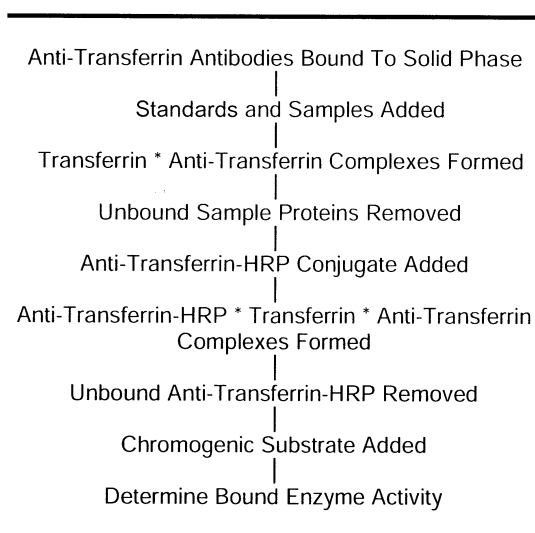 Anti-Transferrin Antibodies Bound To Solid Phase
Standards and Samples Added
Transferrin * Anti-Transferrin Complexes Formed
Unbound Sample Proteins Removed
Anti-Transferrin-HRP Conjugate Added
Anti-Transferrin-HRP * Transferrin * Anti-Transferrin
Complexes Formed
Unbound Anti-Transferrin-HRP Removed
Chromogenic Substrate Added
Determine Bound Enzyme Activity